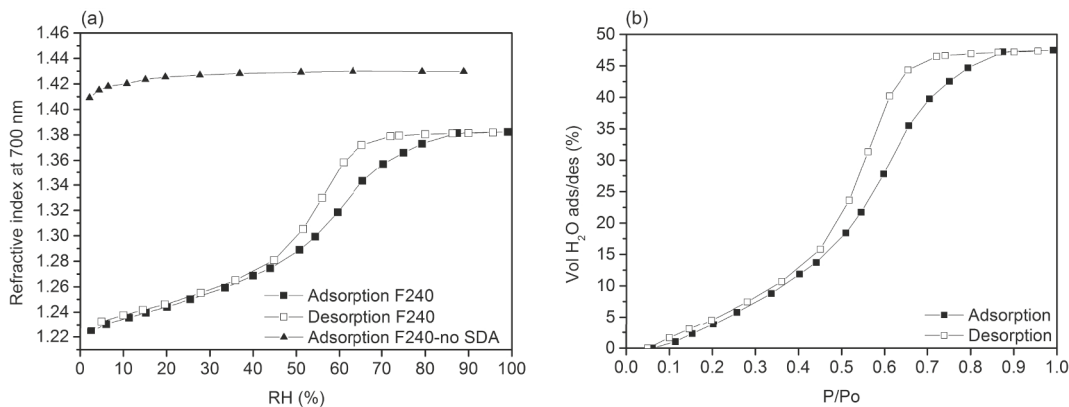 (a)
Refractive index at 700 nm
1.46
1.44
1.42
1.40
1.38
1.36
1.34
1.32
1.30
1.28
1.26
1.24
1.22
0 10 20 30 40 50 60 70 80 90 100
RH (%)
Adsorption F240
Desorption F240
Adsorption F240-no SDA
(b)
Vol H₂O ads/des (%)
50
45
40
35
30
25
20
15
10
5
0
0.0 0.1 0.2 0.3 0.4 0.5 0.6 0.7 0.8 0.9 1.0
P/Po
Adsorption
Desorption